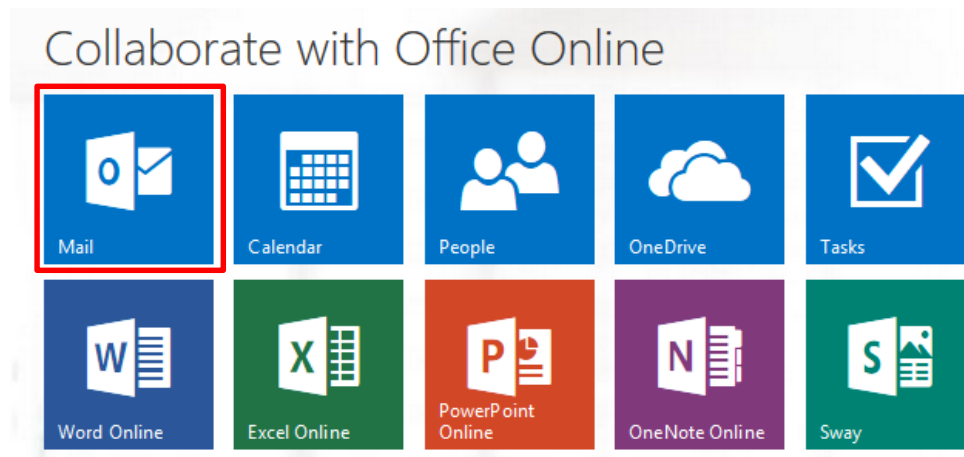 Collaborate with Office Online
O
Mail
Calendar
People
OneDrive
Tasks
W
Word Online
X
Excel Online
P
PowerPoint
Online
N
OneNote Online
S
Sway